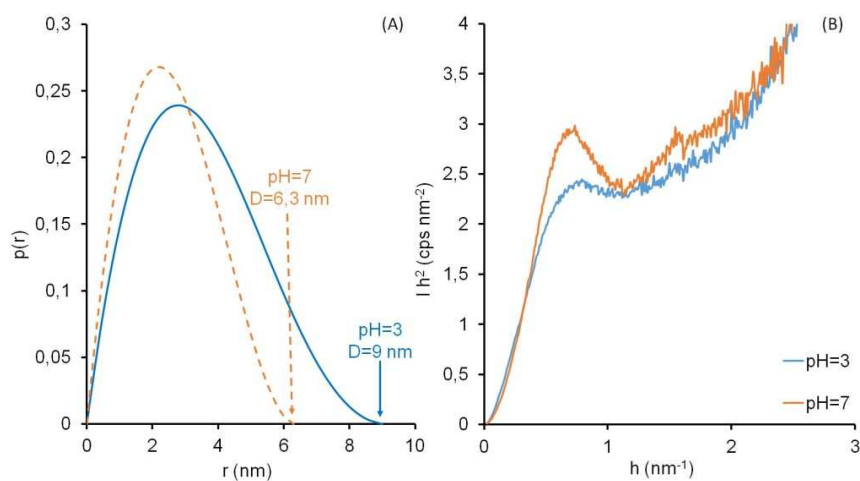 (A)
0,3
0,25
0,2
0,15
0,1
0,05
0
p(r)
pH=7
D=6,3 nm
pH=3
D=9 nm
0 2 4 6 8 10
r (nm)
(B)
4
3,5
3
2,5
2
1,5
1
0,5
0
I h² (cps nm⁻²)
pH=3
pH=7
0 1 2 3
h (nm⁻¹)